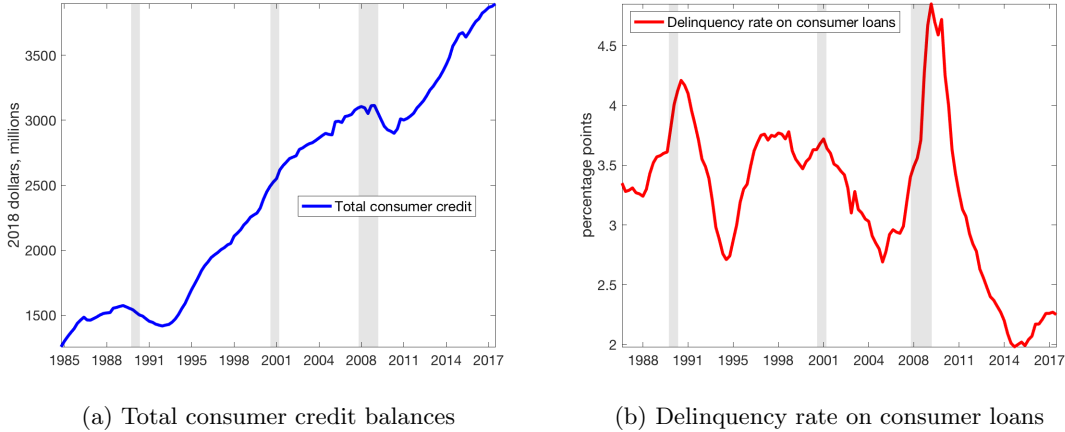 2018 dollars, millions
3500
3000
2500
2000
1500
Total consumer credit
1985 1988 1991 1995 1998 2001 2005 2008 2011 2014 2017
(a) Total consumer credit balances
percentage points
Delinquency rate on consumer loans
4.5
4
3.5
3
2.5
2
1988 1991 1995 1998 2001 2004 2008 2011 2014 2017
(b) Delinquency rate on consumer loans